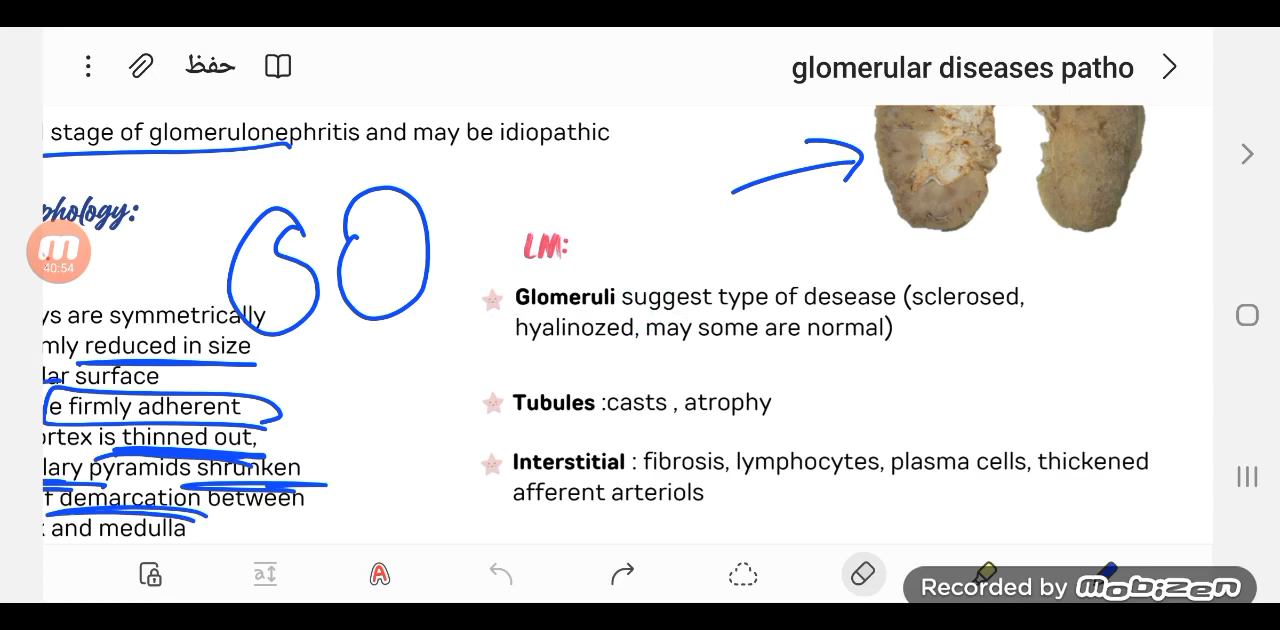 حفظ
glomerular diseases patho
stage of glomerulonephritis and may be idiopathic
phology:
40:54
60
LM:
ys are symmetrically
mly reduced in size
lar surface
e firmly adherent
ortex is thinned out,
lary pyramids shrunken
f demarcation between
and medulla
Glomeruli suggest type of desease (sclerosed,
hyalinozed, may some are normal)
Tubules :casts , atrophy
Interstitial : fibrosis, lymphocytes, plasma cells, thickened
afferent arteriols
Recorded by mobizen